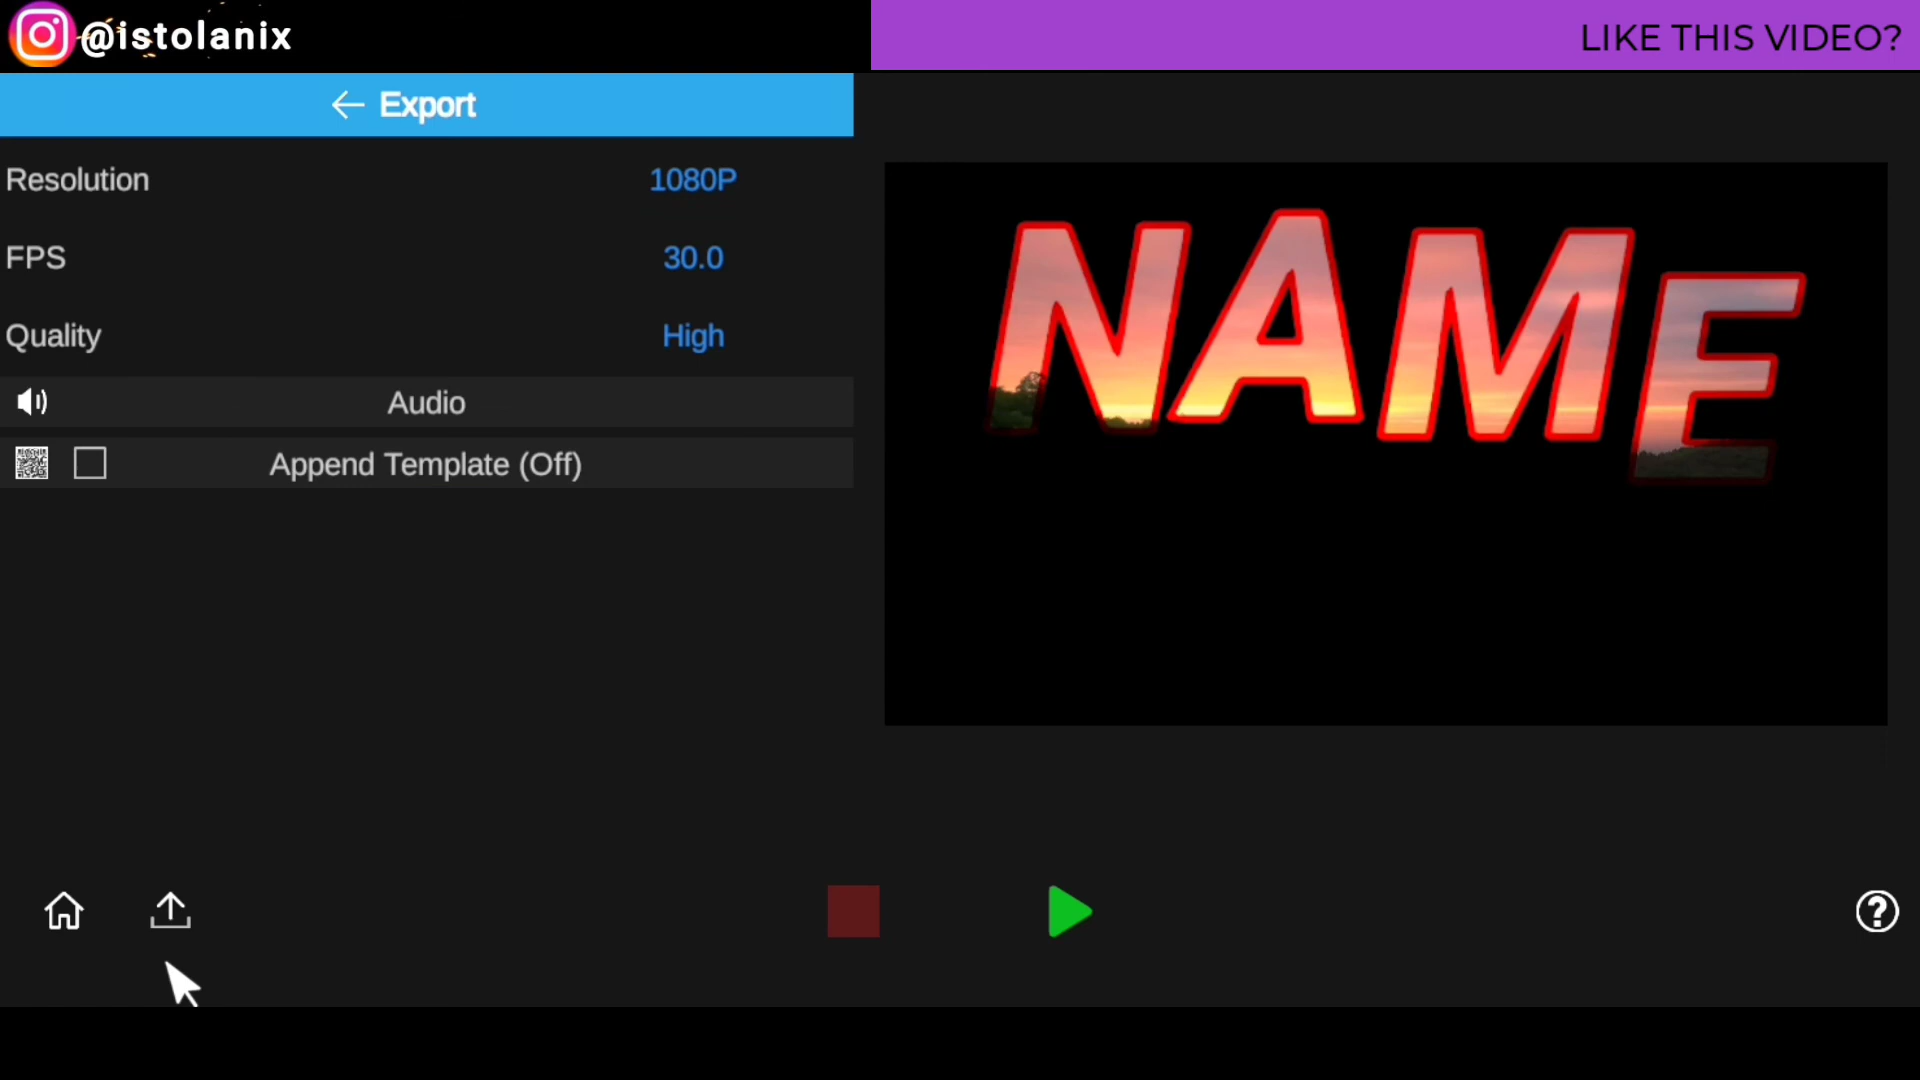 @istolanix
LIKE THIS VIDEO?
← Export
Resolution 1080P
FPS 30.0
Quality High
Audio
Append Template (Off)
NAME